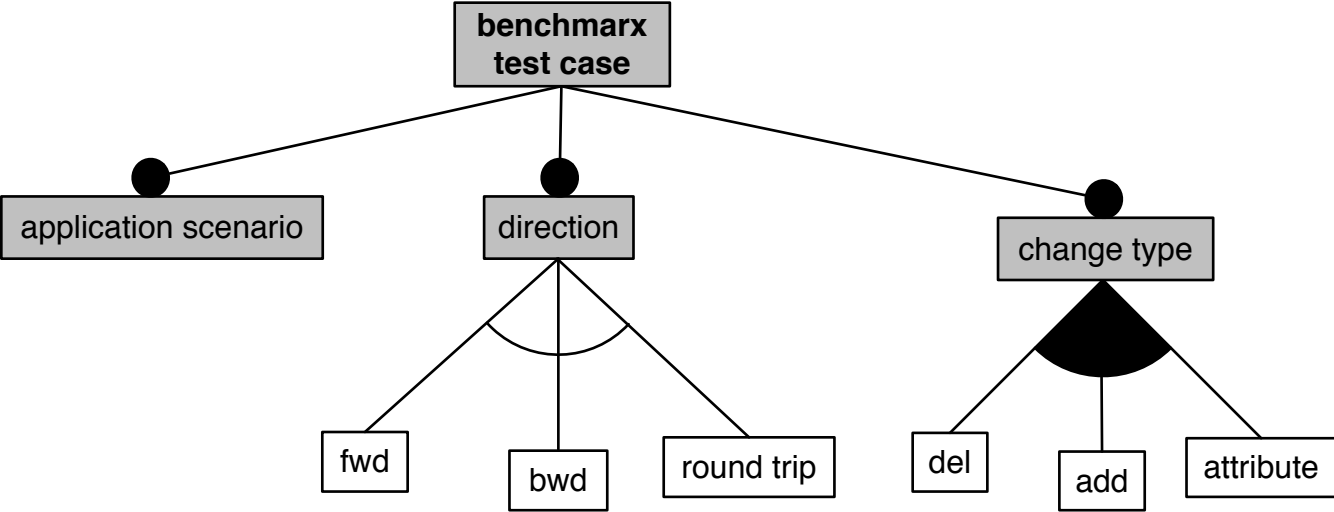 benchmarx
test case
application scenario
direction
change type
fwd
bwd
round trip
del
add
attribute